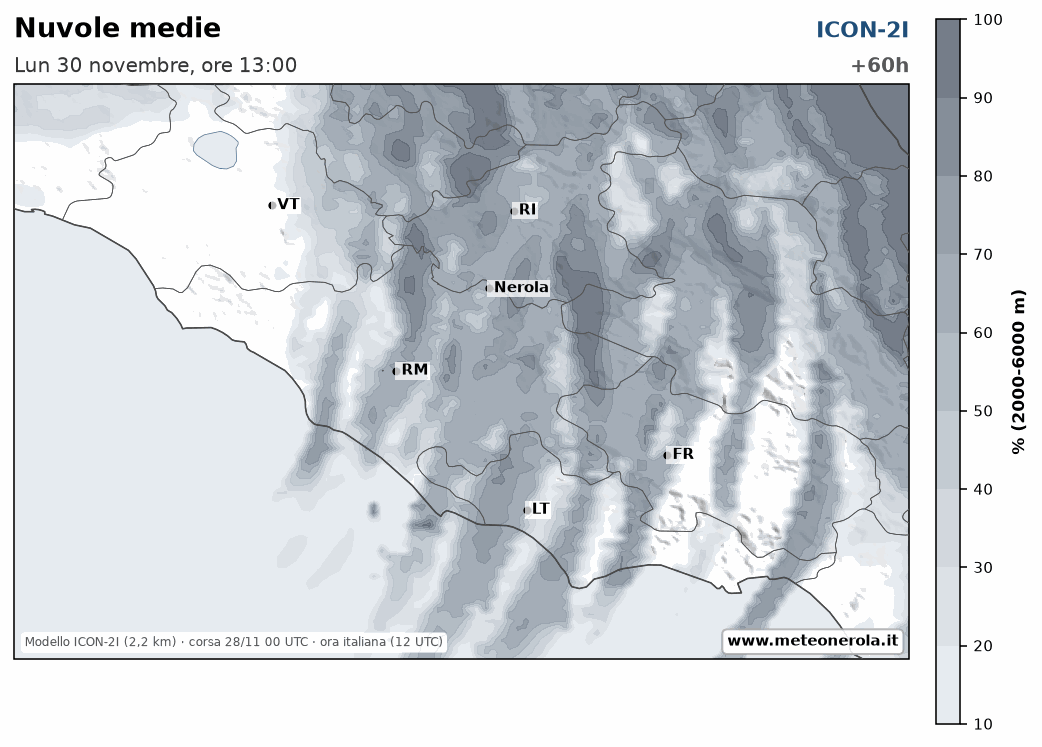 Nuvole medie
ICON-2I
Lun 30 novembre, ore 13:00
+60h
VT
RI
Nerola
RM
FR
LT
Modello ICON-2I (2,2 km) · corsa 28/11 00 UTC · ora italiana (12 UTC)
www.meteonerola.it
100
90
80
70
60
50
40
30
20
10
% (2000-6000 m)